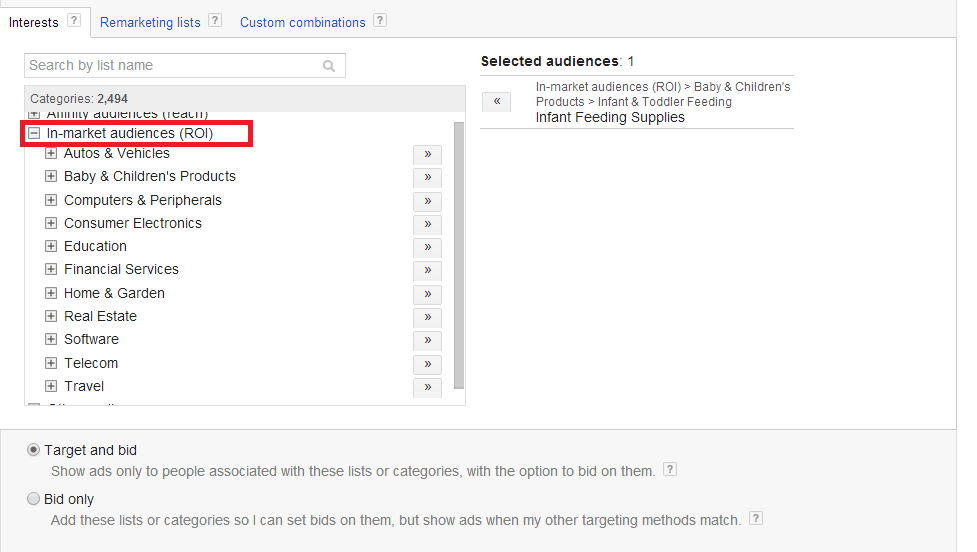 Interests ? Remarketing lists ? Custom combinations ?
Search by list name
Categories: 2,494
Affinity audiences (reach)
In-market audiences (ROI)
Autos & Vehicles »
Baby & Children's Products »
Computers & Peripherals »
Consumer Electronics »
Education »
Financial Services »
Home & Garden »
Real Estate »
Software »
Telecom »
Travel »
Selected audiences: 1
« In-market audiences (ROI) > Baby & Children's
Products > Infant & Toddler Feeding
Infant Feeding Supplies
Target and bid
Show ads only to people associated with these lists or categories, with the option to bid on them. ?
Bid only
Add these lists or categories so I can set bids on them, but show ads when my other targeting methods match. ?